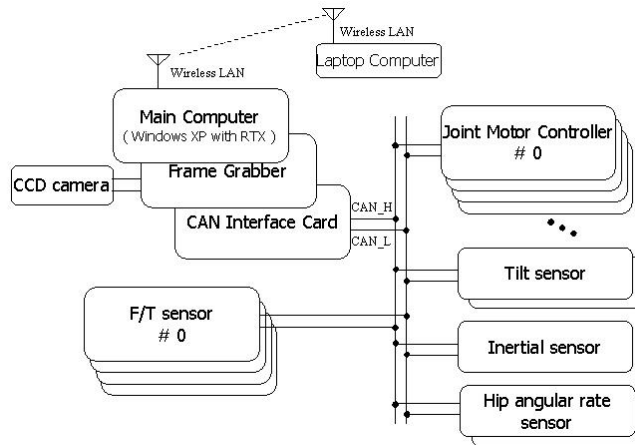 Wireless LAN
Laptop Computer
Wireless LAN
Main Computer
( Windows XP with RTX )
Frame Grabber
CCD camera
CAN Interface Card
CAN_H
CAN_L
Joint Motor Controller
# 0
Tilt sensor
F/T sensor
# 0
Inertial sensor
Hip angular rate
sensor